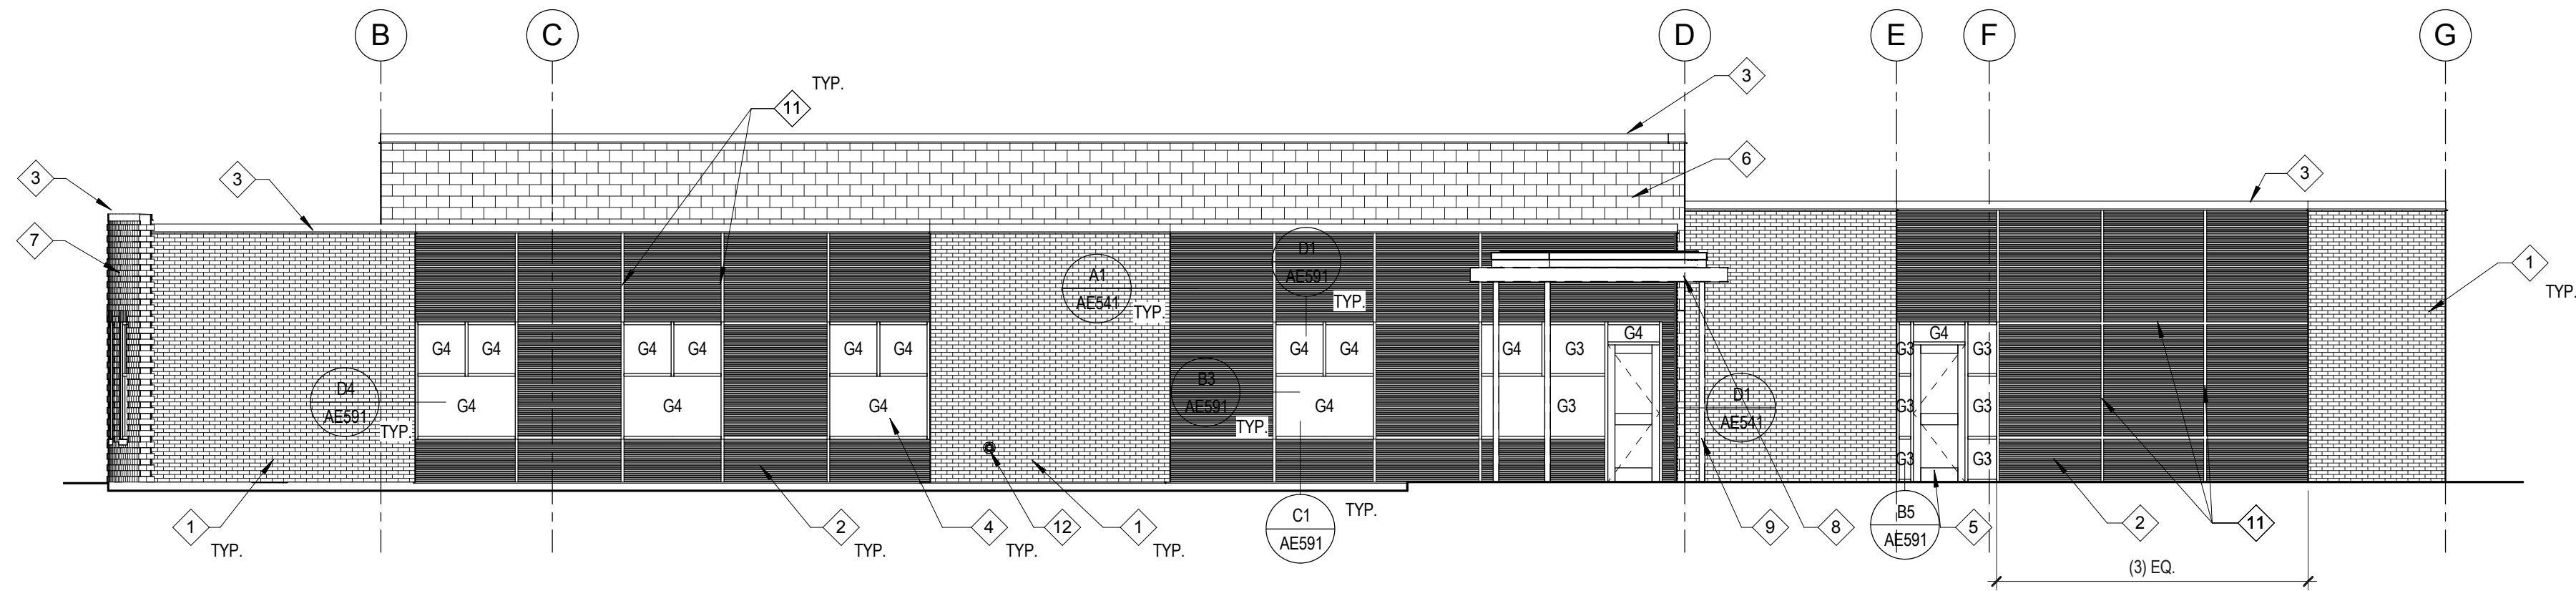 B
C
D
E
F
G
TYP.
3
11
3
6
3
3
3
7
1
TYP.
D1
AE591
TYP.
A1
AE541
TYP.
G4 G4
G4 G4
G4 G4
G4 G4
G4 G3
G4
G3
G4
G3
D4
AE591
TYP.
G4
G4
G4
B3
AE591
TYP.
G4
G3
D1
AE541
G3
G3
G3
G3
1
TYP.
2
TYP.
4
TYP.
12
1
TYP.
C1
AE591
TYP.
9
8
B5
AE591
5
2
11
(3) EQ.